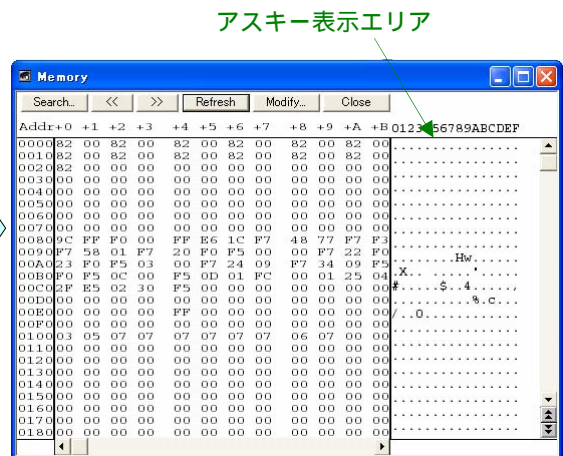 アスキー表示エリア
Memory
Search... << >> Refresh Modify... Close
Addr+0 +1 +2 +3 +4 +5 +6 +7 +8 +9 +A +B 0123 56789ABCDEF
0000 82 00 82 00 82 00 82 00 82 00 82 00 ................
0010 82 00 82 00 82 00 82 00 82 00 82 00 ................
0020 82 00 00 00 00 00 00 00 00 00 00 00 ................
0030 00 00 00 00 00 00 00 00 00 00 00 00 ................
0040 00 00 00 00 00 00 00 00 00 00 00 00 ................
0050 00 00 00 00 00 00 00 00 00 00 00 00 ................
0060 00 00 00 00 00 00 00 00 00 00 00 00 ................
0070 00 00 00 00 00 00 00 00 00 00 00 00 ................
0080 9C FF F0 00 FF E6 1C F7 48 77 F7 F3 ........Hw....
0090 F7 58 01 F7 20 F0 F5 00 00 F7 22 F0 .X...... .'....
00A0 23 F0 F5 03 00 F7 24 09 F7 34 09 F5 #.....$..4......
00B0 F0 F5 0C 00 F5 0D 01 FC 00 01 25 04 ..........%.c...
00C0 2F E5 02 30 F5 00 00 00 00 00 00 00 /..0............
00D0 00 00 00 00 00 00 00 00 00 00 00 00 ................
00E0 00 00 00 00 FF 00 00 00 00 00 00 00 ................
00F0 00 00 00 00 00 00 00 00 00 00 00 00 ................
0100 03 05 07 07 07 07 07 07 06 07 00 00 ................
0110 00 00 00 00 00 00 00 00 00 00 00 00 ................
0120 00 00 00 00 00 00 00 00 00 00 00 00 ................
0130 00 00 00 00 00 00 00 00 00 00 00 00 ................
0140 00 00 00 00 00 00 00 00 00 00 00 00 ................
0150 00 00 00 00 00 00 00 00 00 00 00 00
0160 00 00 00 00 00 00 00 00 00 00 00 00
0170 00 00 00 00 00 00 00 00 00 00 00 00
0180 00 00 00 00 00 00 00 00 00 00 00 00